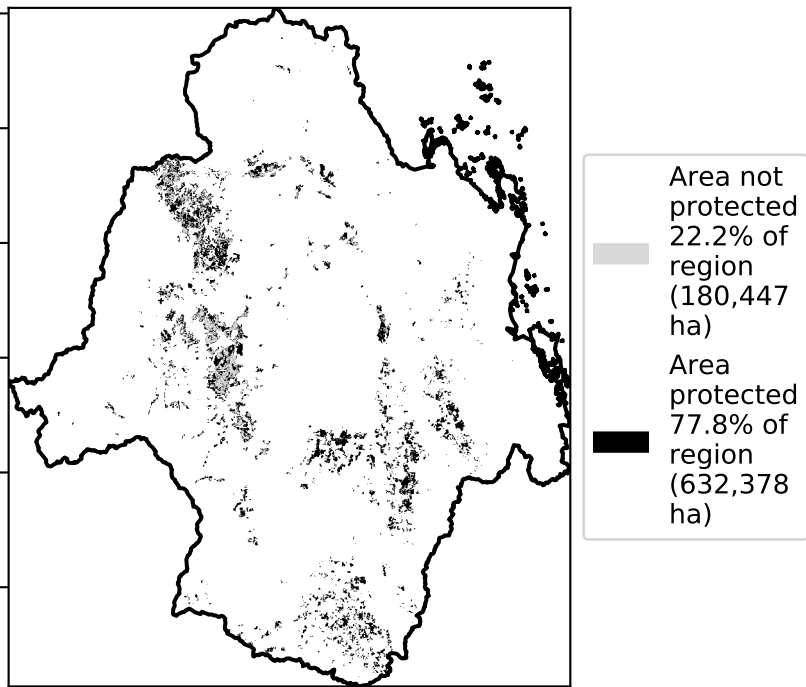 Area not
protected
22.2% of
region
(180,447
ha)
Area
protected
77.8% of
region
(632,378
ha)